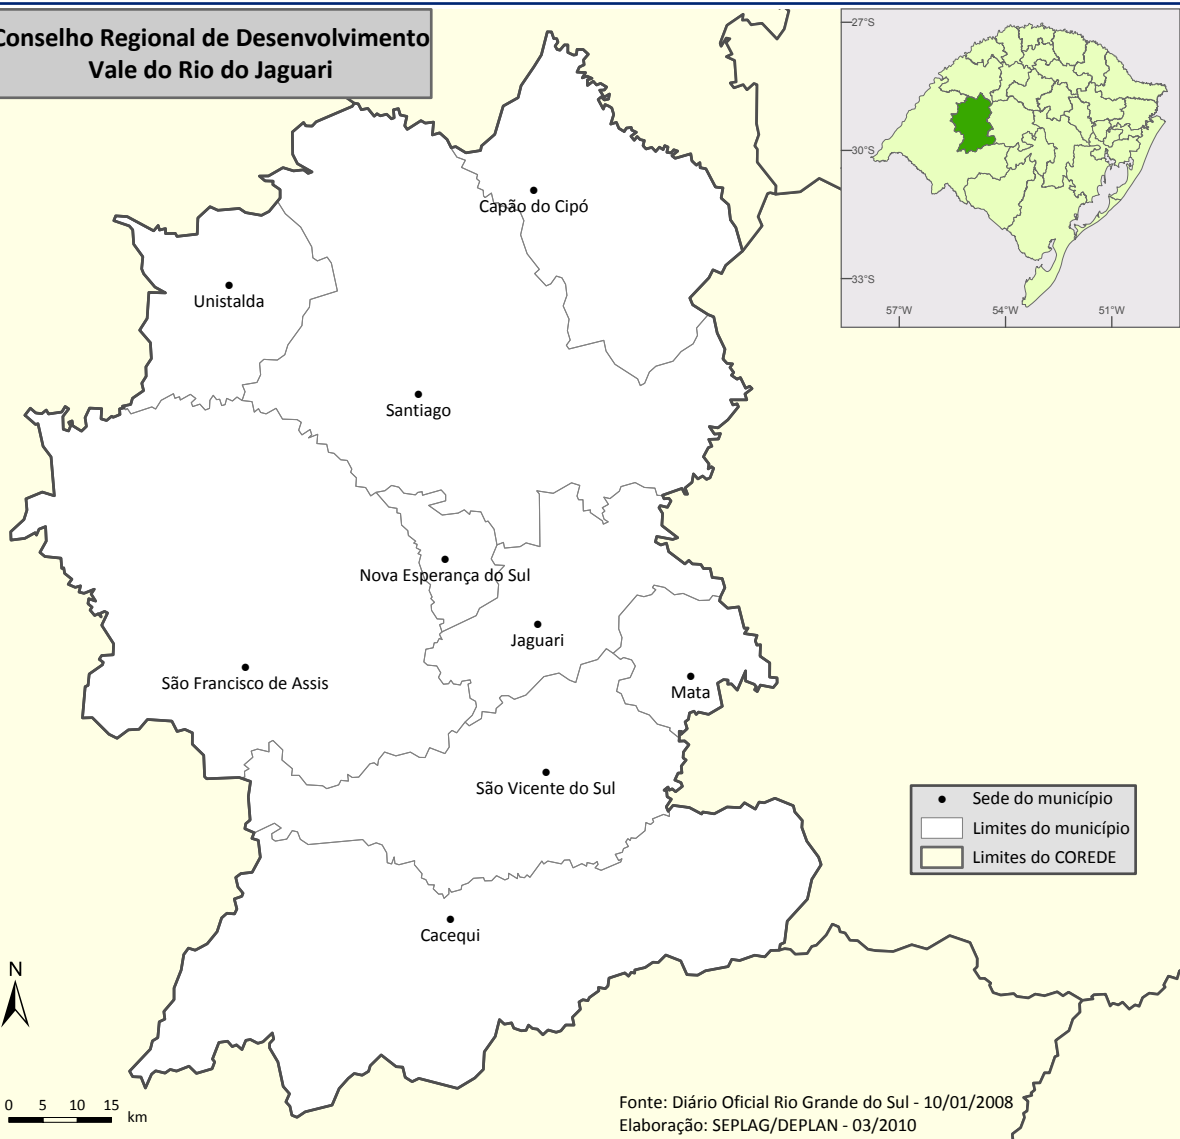 Conselho Regional de Desenvolvimento
Vale do Rio do Jaguari
27°S
30°S
33°S
57°W 54°W 51°W
Capão do Cipó
Unistalda
Santiago
Nova Esperança do Sul
Jaguari
São Francisco de Assis
Mata
São Vicente do Sul
Cacequi
Sede do município
Limites do município
Limites do COREDE
N
0 5 10 15 km
Fonte: Diário Oficial Rio Grande do Sul - 10/01/2008
Elaboração: SEPLAG/DEPLAN - 03/2010